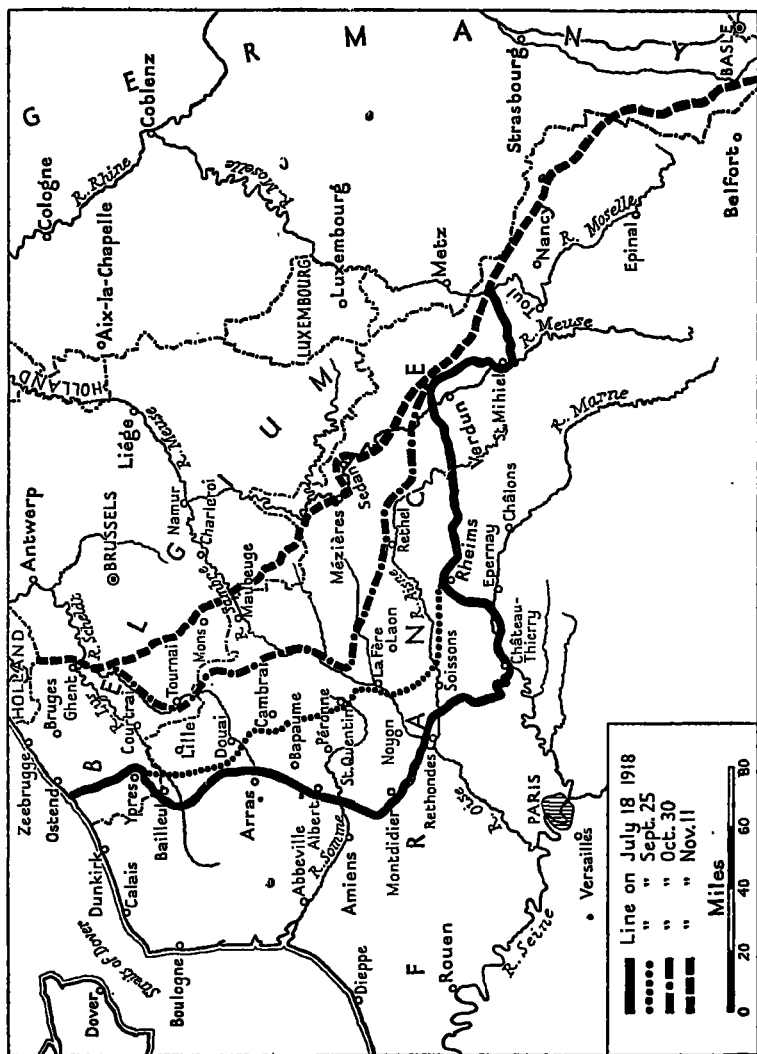 G E R M A N Y
Cologne
R. Rhine
Coblenz
Aix-la-Chapelle
R. Moselle
Strasbourg
BASLE
Antwerp
HOLLAND
Liége
R. Meuse
LUXEMBOURG
Luxembourg
Metz
Nancy
R. Moselle
Epinal
Belfort
Toul
R. Meuse
HOLLAND
BRUSSELS
Namur
Charleroi
B E L G I U M
Zeebrugge
Bruges
Ghent
R. Scheldt
Ostend
R. Lys
Courtrai
Tournai
Mons
R. Sambre
Maubeuge
Mézières
Sedan
Verdun
St. Mihiel
R. Marne
Straits of Dover
Dover
Dunkirk
Calais
Boulogne
Ypres
Bailleul
Lille
Douai
Cambrai
Arras
Bapaume
Péronne
St. Quentin
La Fère
Laon
Rethel
R. Aisne
Abbeville
Albert
R. Somme
Amiens
Noyon
Soissons
Rheims
Epernay
Châlons
Dieppe
Montdidier
Rethondes
Château-
Thierry
F R A N C E
Rouen
R. Oise
R. Seine
PARIS
Versailles
Line on July 18 1918
" " Sept. 25
" " Oct. 30
" " Nov. 11
Miles
0 20 40 60 80